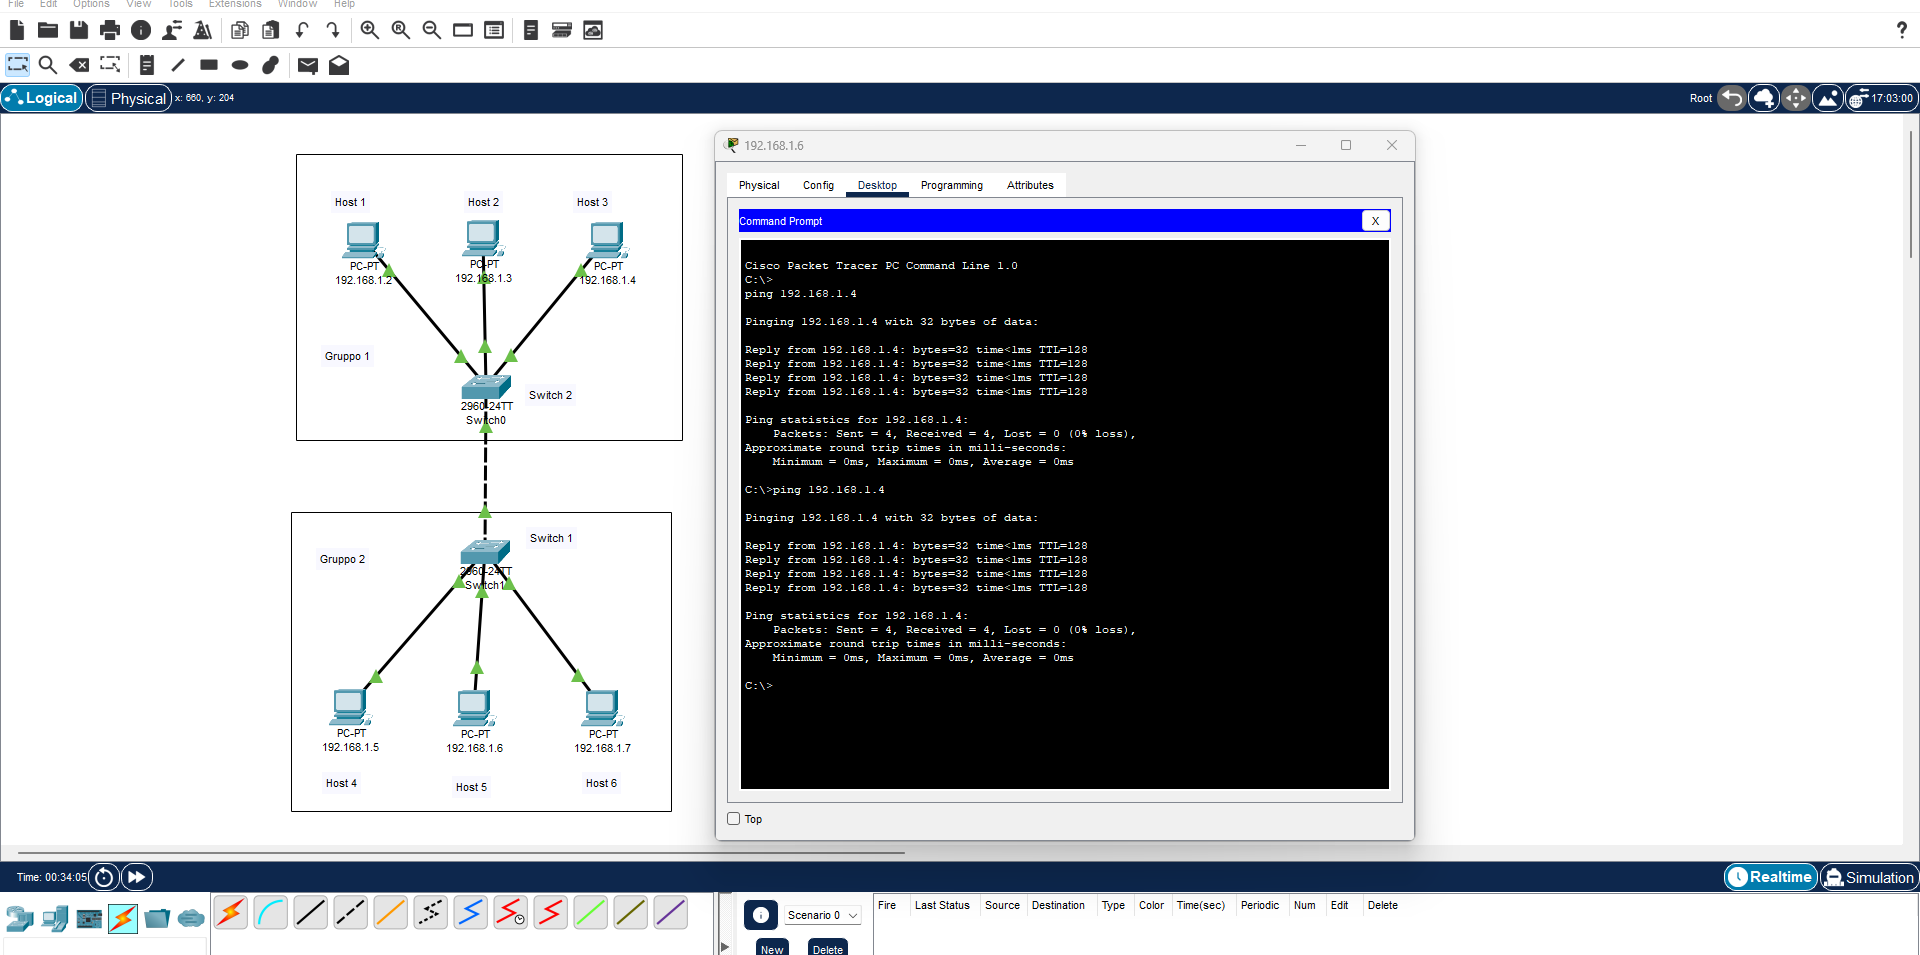 File Edit Options View Tools Extensions Window Help
?
Logical Physical x: 660, y: 204 Root 17:03:00
192.168.1.6
Physical Config Desktop Programming Attributes
Command Prompt X
Cisco Packet Tracer PC Command Line 1.0
C:\>
ping 192.168.1.4
Pinging 192.168.1.4 with 32 bytes of data:
Reply from 192.168.1.4: bytes=32 time<1ms TTL=128
Reply from 192.168.1.4: bytes=32 time<1ms TTL=128
Reply from 192.168.1.4: bytes=32 time<1ms TTL=128
Reply from 192.168.1.4: bytes=32 time<1ms TTL=128
Ping statistics for 192.168.1.4:
Packets: Sent = 4, Received = 4, Lost = 0 (0% loss),
Approximate round trip times in milli-seconds:
Minimum = 0ms, Maximum = 0ms, Average = 0ms
C:\>ping 192.168.1.4
Pinging 192.168.1.4 with 32 bytes of data:
Reply from 192.168.1.4: bytes=32 time<1ms TTL=128
Reply from 192.168.1.4: bytes=32 time<1ms TTL=128
Reply from 192.168.1.4: bytes=32 time<1ms TTL=128
Reply from 192.168.1.4: bytes=32 time<1ms TTL=128
Ping statistics for 192.168.1.4:
Packets: Sent = 4, Received = 4, Lost = 0 (0% loss),
Approximate round trip times in milli-seconds:
Minimum = 0ms, Maximum = 0ms, Average = 0ms
C:\>
Top
Host 1 Host 2 Host 3
PC-PT PC-PT PC-PT
192.168.1.2 192.168.1.3 192.168.1.4
Gruppo 1
Switch 2
2960-24TT
Switch0
Switch 1
Gruppo 2
2960-24TT
Switch1
PC-PT PC-PT PC-PT
192.168.1.5 192.168.1.6 192.168.1.7
Host 4 Host 5 Host 6
Time: 00:34:05 Realtime Simulation
Scenario 0
New Delete
Fire Last Status Source Destination Type Color Time(sec) Periodic Num Edit Delete